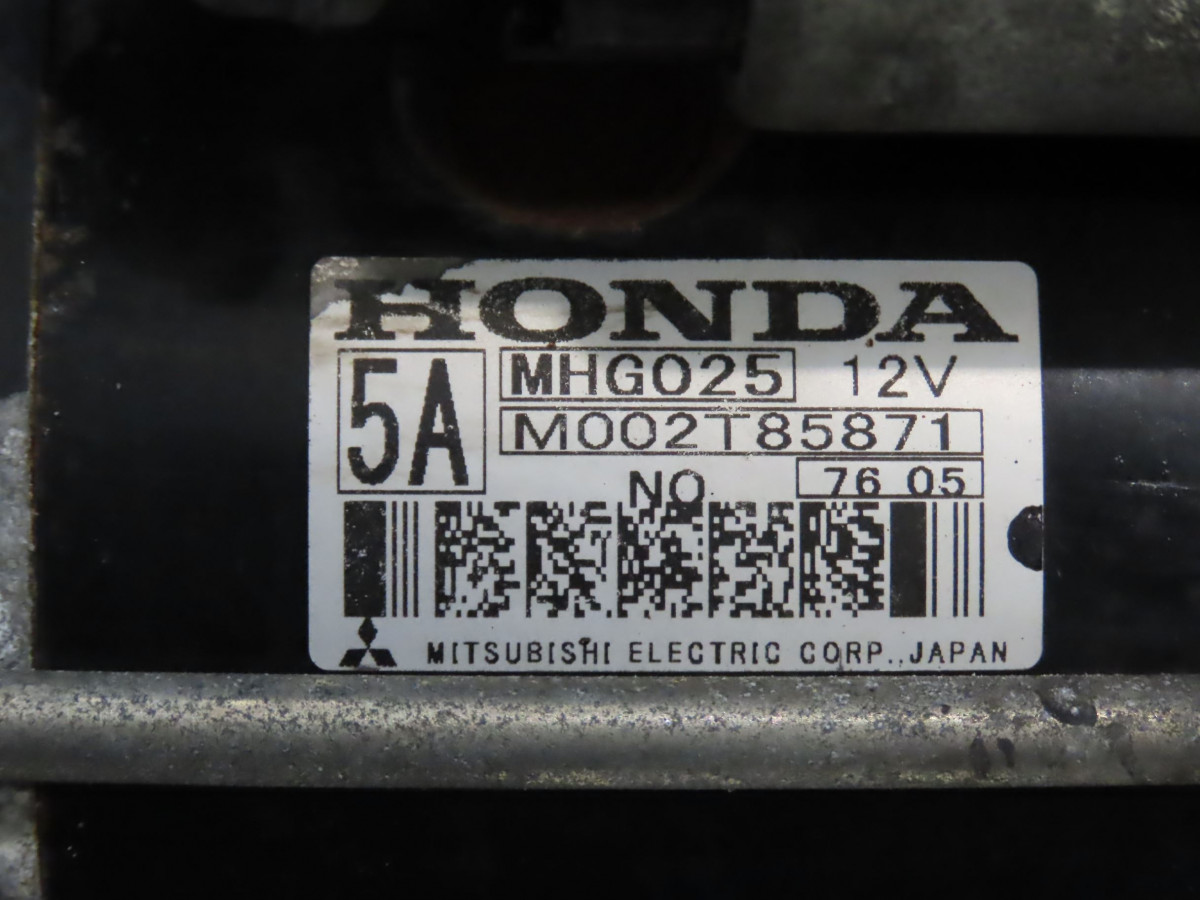 HONDA
5A
MHG025 12V
M002T85871
NO 76 05
MITSUBISHI ELECTRIC CORP., JAPAN